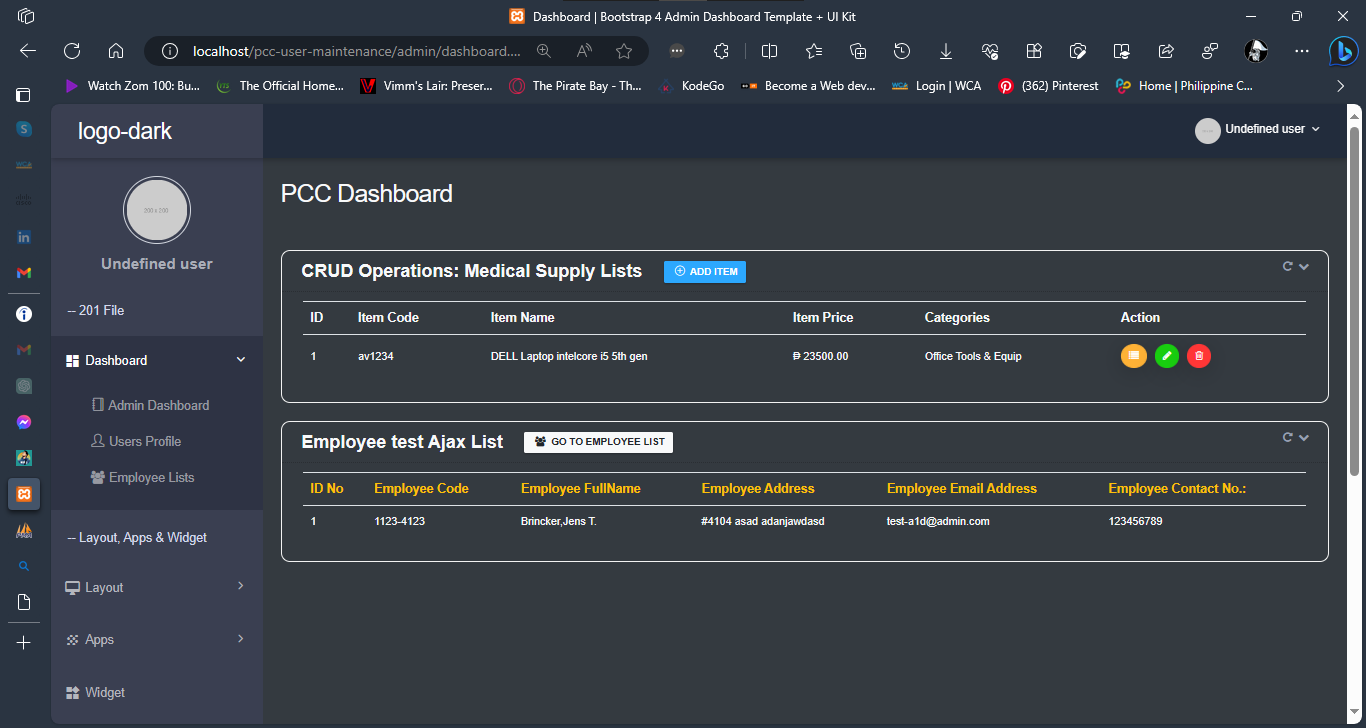 Dashboard | Bootstrap 4 Admin Dashboard Template + UI Kit
localhost/pcc-user-maintenance/admin/dashboard....
Watch Zom 100: Bu... The Official Home... Vimm's Lair: Preser... The Pirate Bay - Th... KodeGo Become a Web dev... Login | WCA (362) Pinterest Home | Philippine C...
logo-dark
Undefined user
200 x 200
Undefined user
-- 201 File
Dashboard
Admin Dashboard
Users Profile
Employee Lists
-- Layout, Apps & Widget
Layout
Apps
Widget
PCC Dashboard
CRUD Operations: Medical Supply Lists ADD ITEM
ID Item Code Item Name Item Price Categories Action
1 av1234 DELL Laptop intelcore i5 5th gen ₱ 23500.00 Office Tools & Equip
Employee test Ajax List GO TO EMPLOYEE LIST
ID No Employee Code Employee FullName Employee Address Employee Email Address Employee Contact No.:
1 1123-4123 Brincker,Jens T. #4104 asad adanjawdasd test-a1d@admin.com 123456789